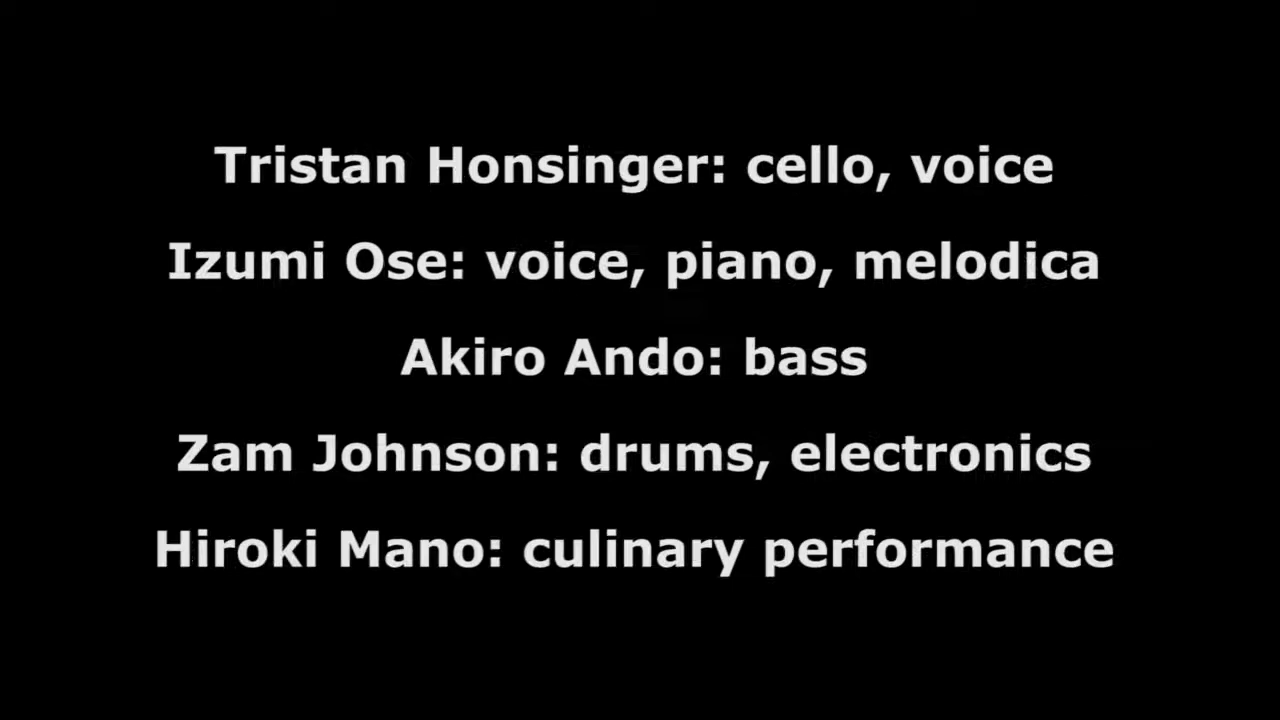 Tristan Honsinger: cello, voice
Izumi Ose: voice, piano, melodica
Akiro Ando: bass
Zam Johnson: drums, electronics
Hiroki Mano: culinary performance